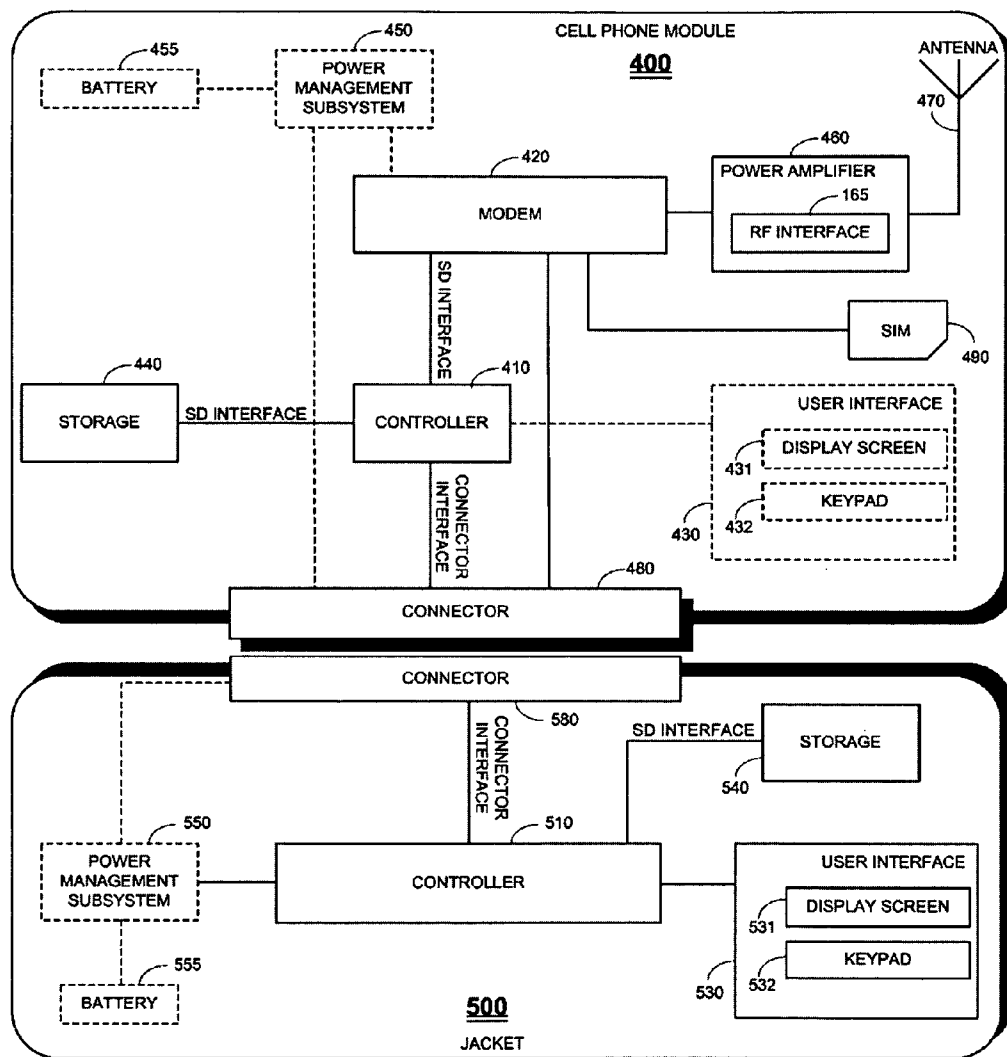 CELL PHONE MODULE
400
455
BATTERY
450
POWER
MANAGEMENT
SUBSYSTEM
ANTENNA
470
420
MODEM
460
POWER AMPLIFIER
165
RF INTERFACE
SD INTERFACE
SIM
490
440
STORAGE
SD INTERFACE
410
CONTROLLER
USER INTERFACE
DISPLAY SCREEN
431
KEYPAD
432
430
CONNECTOR
INTERFACE
480
CONNECTOR
CONNECTOR
580
CONNECTOR
INTERFACE
SD INTERFACE
STORAGE
540
550
POWER
MANAGEMENT
SUBSYSTEM
510
CONTROLLER
USER INTERFACE
DISPLAY SCREEN
531
KEYPAD
532
530
555
BATTERY
500
JACKET